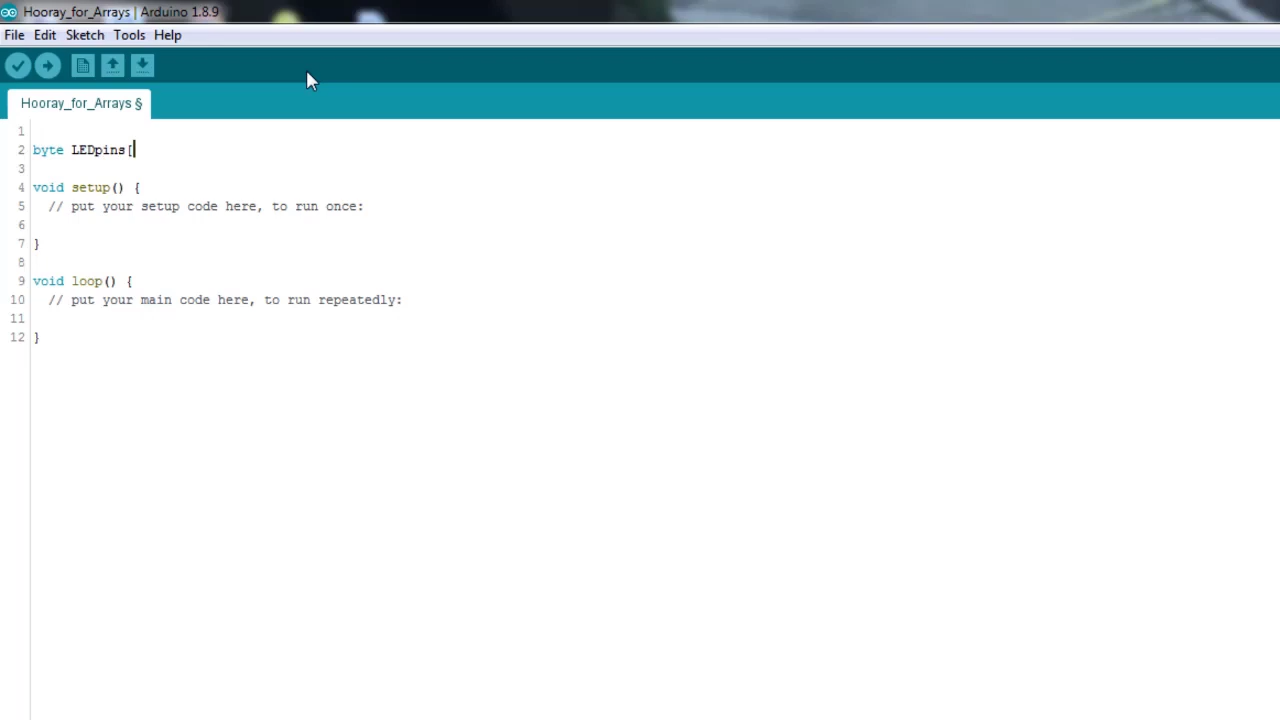 Hooray_for_Arrays | Arduino 1.8.9
File Edit Sketch Tools Help
Hooray_for_Arrays §
1
2 byte LEDpins[
3
4 void setup() {
5   // put your setup code here, to run once:
6
7 }
8
9 void loop() {
10   // put your main code here, to run repeatedly:
11
12 }